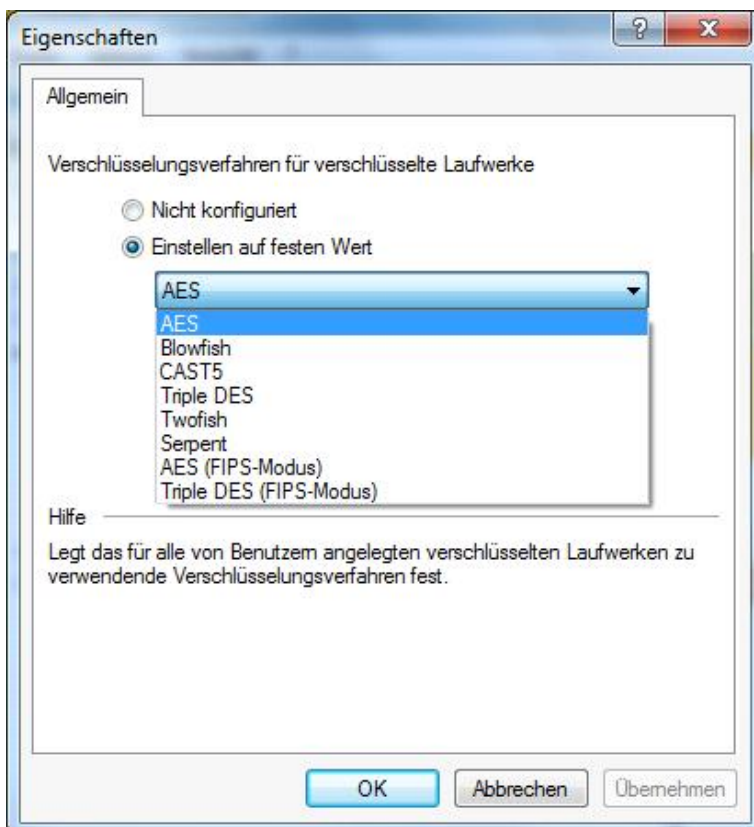 Eigenschaften
?
X
Allgemein
Verschlüsselungsverfahren für verschlüsselte Laufwerke
Nicht konfiguriert
Einstellen auf festen Wert
AES
AES
Blowfish
CAST5
Triple DES
Twofish
Serpent
AES (FIPS-Modus)
Triple DES (FIPS-Modus)
Hilfe
Legt das für alle von Benutzern angelegten verschlüsselten Laufwerken zu
verwendende Verschlüsselungsverfahren fest.
OK
Abbrechen
Übernehmen